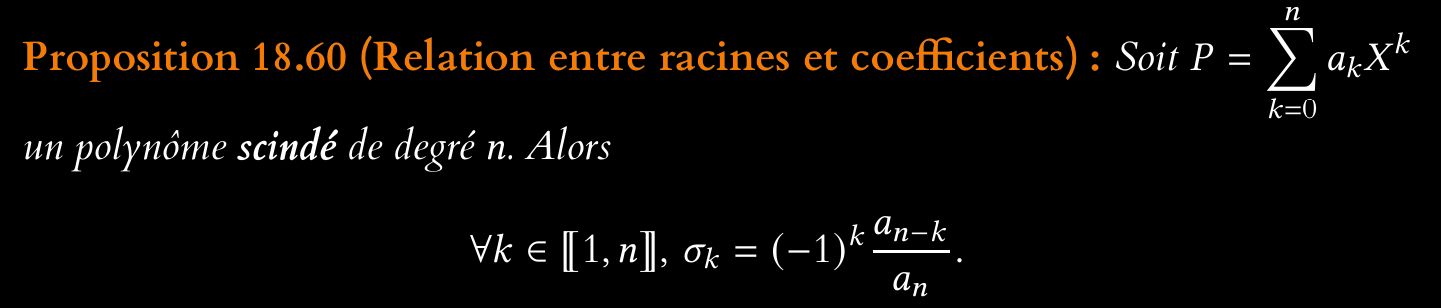 Proposition 18.60 (Relation entre racines et coefficients) : Soit $P = \sum_{k=0}^{n} a_k X^k$
un polynôme scindé de degré n. Alors
$\forall k \in [\![1, n]\!],\ \sigma_k = (-1)^k \frac{a_{n-k}}{a_n}.$